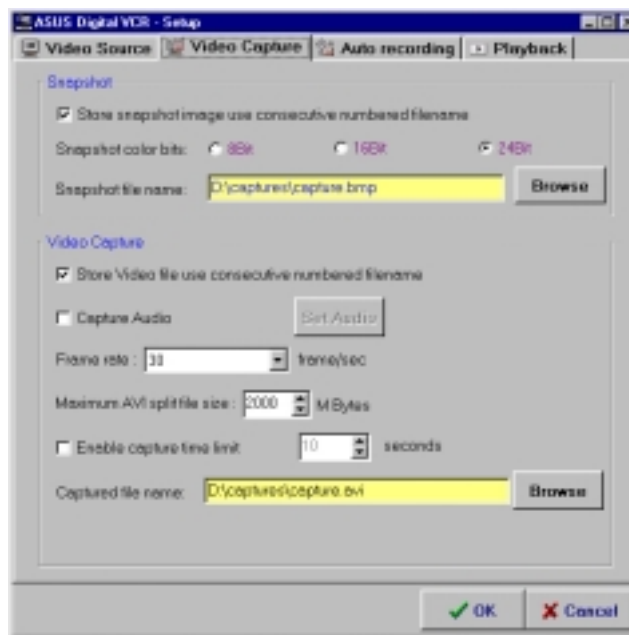 ASUS Digital VCR - Setup
Video Source Video Capture Auto recording Playback
Snapshot
Store snapshot image use consecutive numbered filename
Snapshot color bits: 8Bit 16Bit 24Bit
Snapshot file name: D:\captures\capture.bmp Browse
Video Capture
Store Video file use consecutive numbered filename
Capture Audio Set Audio
Frame rate : 30 frame/sec
Maximum AVI split file size : 2000 M Bytes
Enable capture time limit 10 seconds
Captured file name: D:\captures\capture.avi Browse
OK Cancel